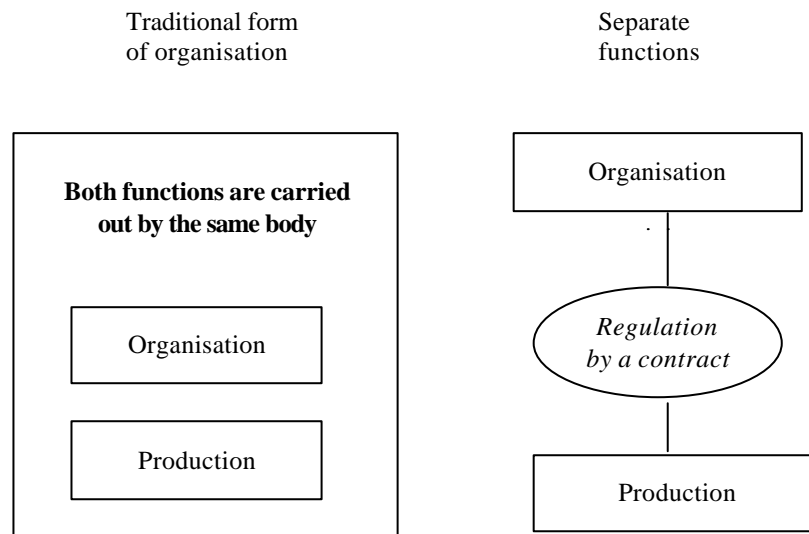 Traditional form
of organisation
Separate
functions
Both functions are carried
out by the same body
Organisation
Production
Organisation
Regulation
by a contract
Production